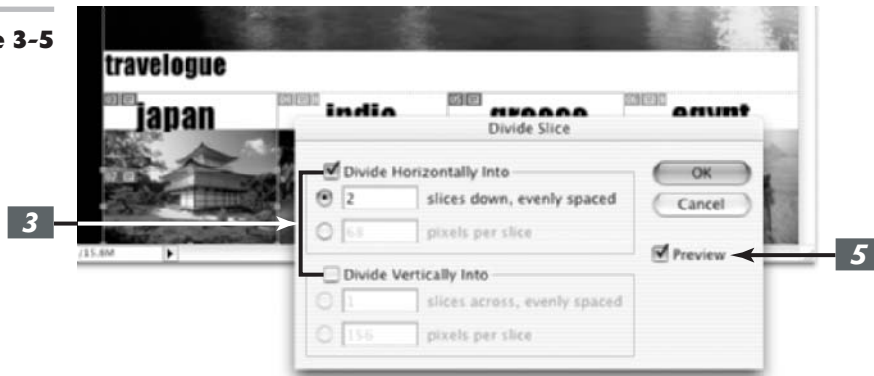 e 3-5
travelogue
japan india greece egypt
Divide Slice
Divide Horizontally Into
2 slices down, evenly spaced
68 pixels per slice
Divide Vertically Into
1 slices across, evenly spaced
156 pixels per slice
OK
Cancel
Preview
3
5
/15.8M